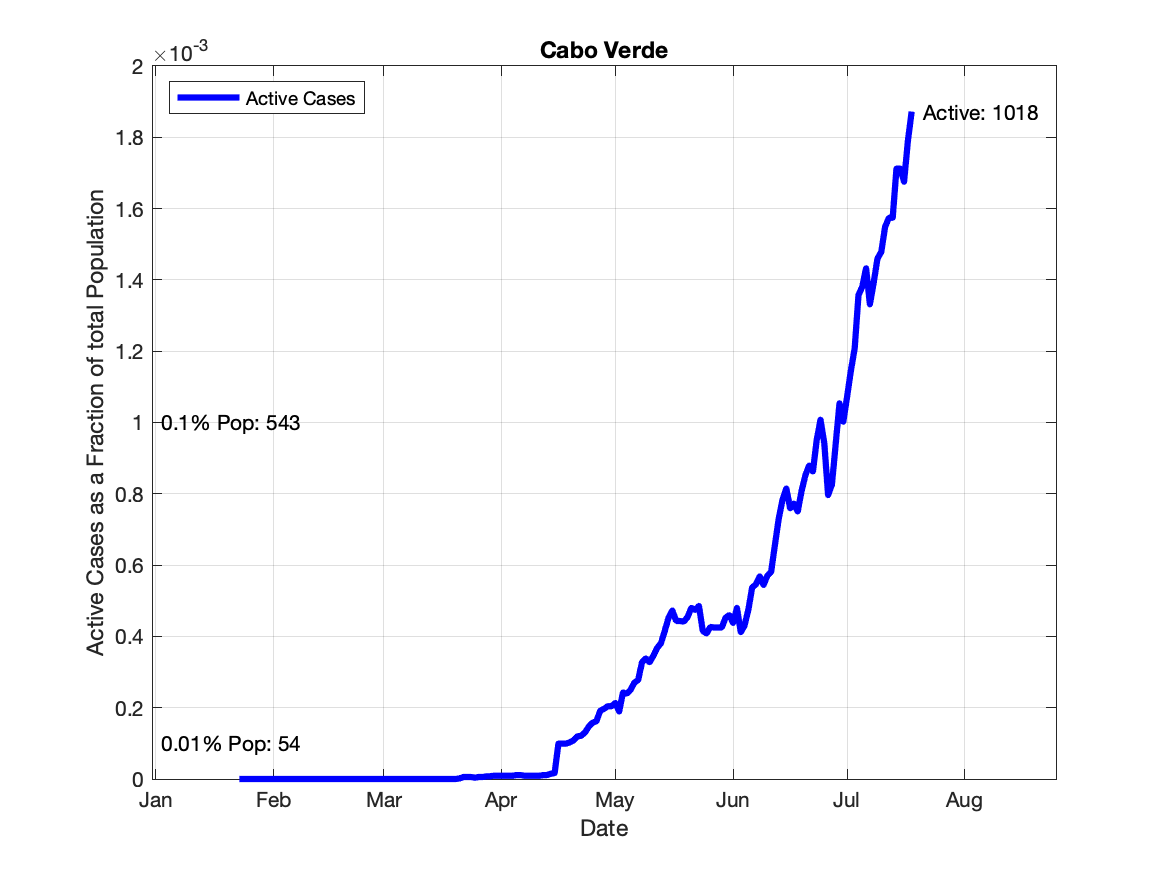 Cabo Verde
×10-3
2
1.8
1.6
1.4
1.2
1
0.8
0.6
0.4
0.2
0
Active Cases as a Fraction of total Population
Active Cases
Active: 1018
0.1% Pop: 543
0.01% Pop: 54
Jan Feb Mar Apr May Jun Jul Aug
Date